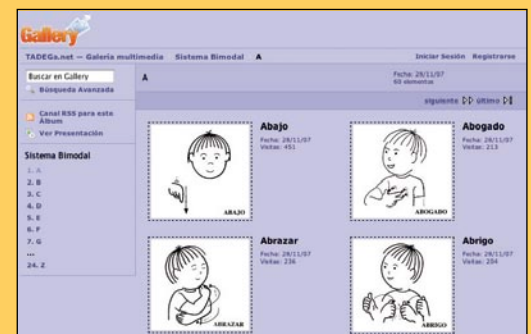 Gallery
TADEGa.net -- Galería multimedia Sistema Bimodal A
Iniciar Sesión Registrarse
Buscar en Gallery
Búsqueda Avanzada
Canal RSS para este
Álbum
Ver Presentación
Sistema Bimodal
1. A
2. B
3. C
4. D
5. E
6. F
7. G
...
24. Z
A
Fecha: 28/11/07
60 elementos
siguiente último
Abajo
Fecha: 28/11/07
Visitas: 451
ABAJO
Abogado
Fecha: 28/11/07
Visitas: 213
ABOGADO
Abrazar
Fecha: 28/11/07
Visitas: 236
ABRAZAR
Abrigo
Fecha: 28/11/07
Visitas: 204
ABRIGO